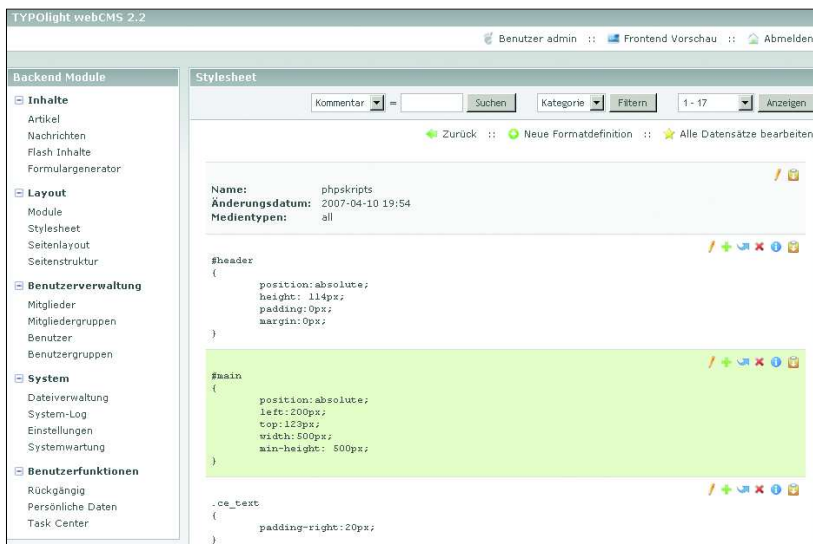 TYPOlight webCMS 2.2
Benutzer admin :: Frontend Vorschau :: Abmelden
Backend Module
Inhalte
Artikel
Nachrichten
Flash Inhalte
Formulargenerator
Layout
Module
Stylesheet
Seitenlayout
Seitenstruktur
Benutzerverwaltung
Mitglieder
Mitgliedergruppen
Benutzer
Benutzergruppen
System
Dateiverwaltung
System-Log
Einstellungen
Systemwartung
Benutzerfunktionen
Rückgängig
Persönliche Daten
Task Center
Stylesheet
Kommentar = Suchen Kategorie Filtern 1 - 17 Anzeigen
Zurück :: Neue Formatdefinition :: Alle Datensätze bearbeiten
Name: phpskripts
Änderungsdatum: 2007-04-10 19:54
Medientypen: all
#header
{
position:absolute;
height: 114px;
padding:0px;
margin:0px;
}
#main
{
position:absolute;
left:200px;
top:123px;
width:500px;
min-height: 500px;
}
.ce_text
{
padding-right:20px;
}